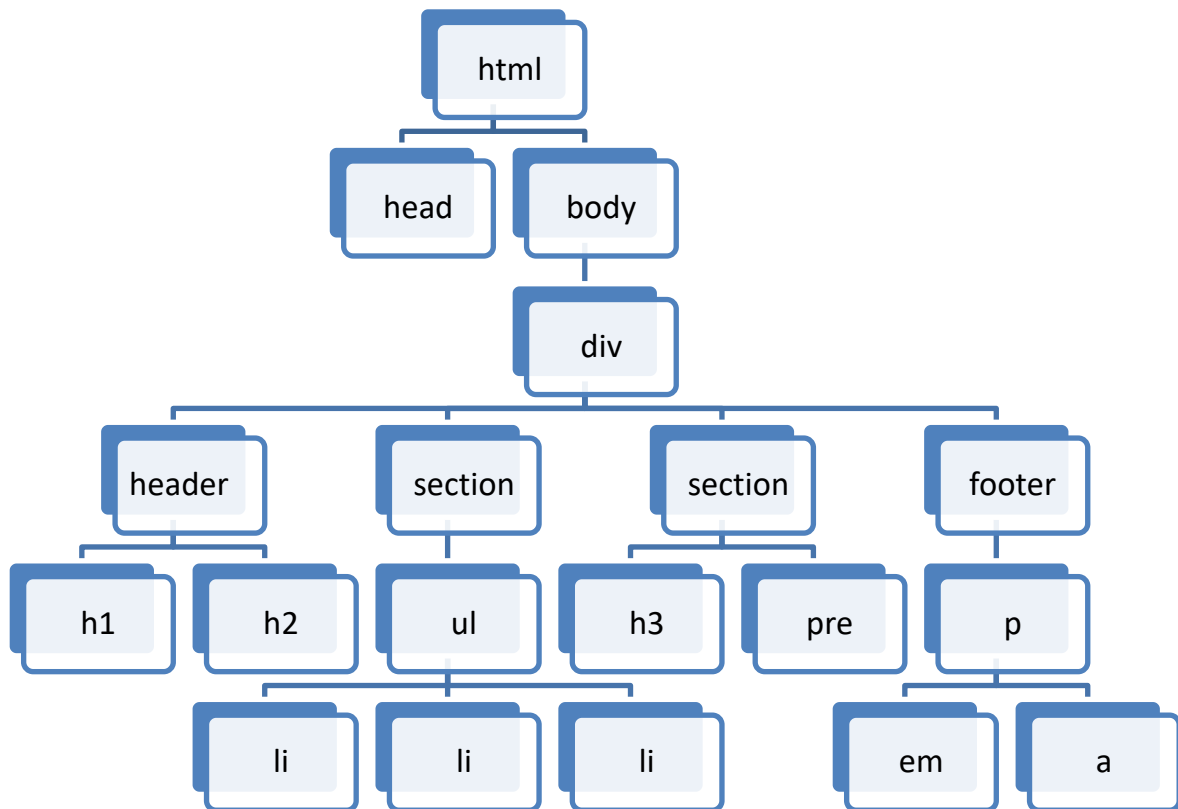 html
head
body
div
header
section
section
footer
h1
h2
ul
h3
pre
p
li
li
li
em
a